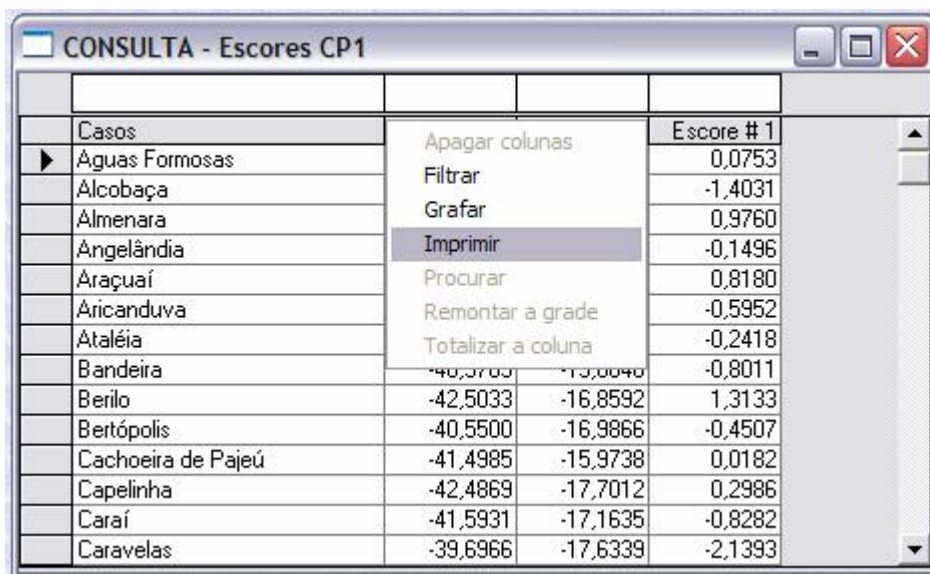 CONSULTA - Escores CP1
Casos Escore # 1
Aguas Formosas 0,0753
Alcobaça -1,4031
Almenara 0,9760
Angelândia -0,1496
Araçuaí 0,8180
Aricanduva -0,5952
Ataléia -0,2418
Bandeira -0,8011
Berilo -42,5033 -16,8592 1,3133
Bertópolis -40,5500 -16,9866 -0,4507
Cachoeira de Pajeú -41,4985 -15,9738 0,0182
Capelinha -42,4869 -17,7012 0,2986
Caraí -41,5931 -17,1635 -0,8282
Caravelas -39,6966 -17,6339 -2,1393
Apagar colunas
Filtrar
Grafar
Imprimir
Procurar
Remontar a grade
Totalizar a coluna